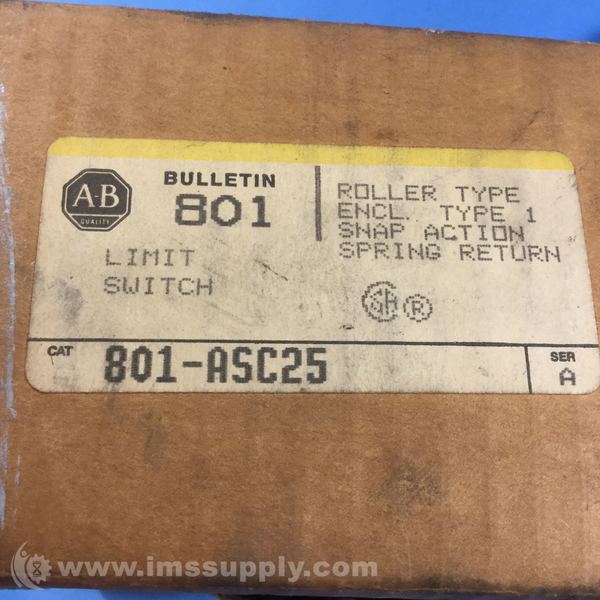 A-B
QUALITY
BULLETIN
801
LIMIT
SWITCH
ROLLER TYPE
ENCL. TYPE 1
SNAP ACTION
SPRING RETURN
SA ®
CAT
801-ASC25
SER
A
www.imssupply.com